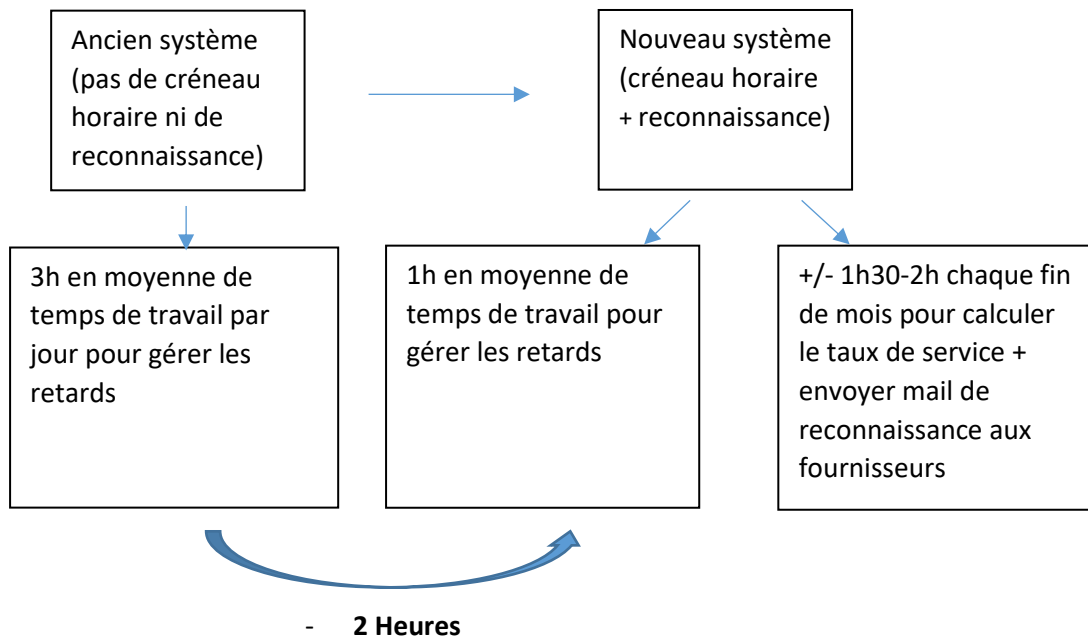 Ancien système
(pas de créneau
horaire ni de
reconnaissance)
Nouveau système
(créneau horaire
+ reconnaissance)
3h en moyenne de
temps de travail par
jour pour gérer les
retards
1h en moyenne de
temps de travail pour
gérer les retards
+/- 1h30-2h chaque fin
de mois pour calculer
le taux de service +
envoyer mail de
reconnaissance aux
fournisseurs
- 2 Heures